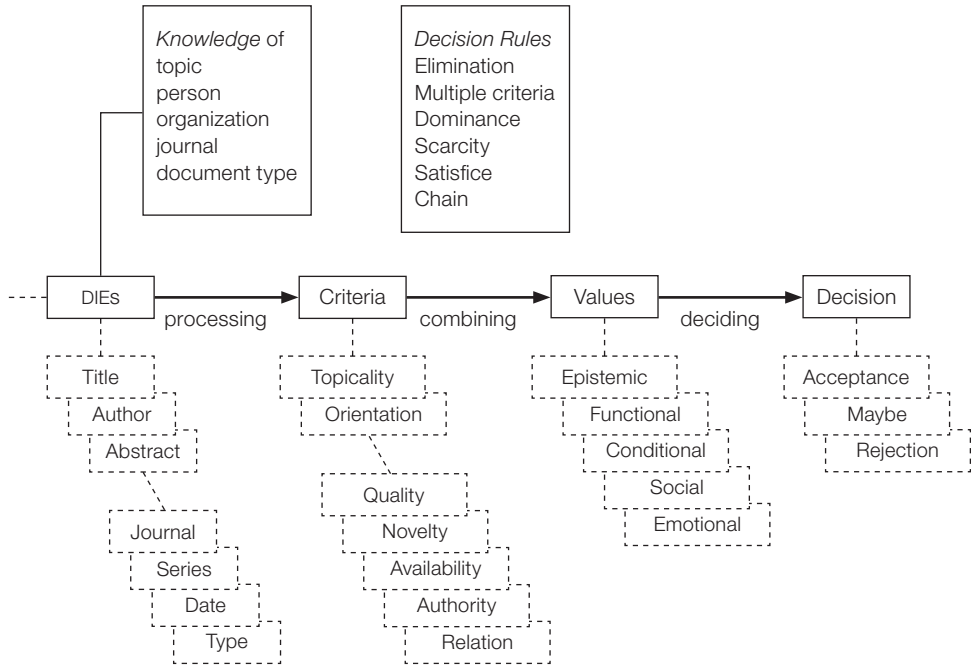 Knowledge of
topic
person
organization
journal
document type
Decision Rules
Elimination
Multiple criteria
Dominance
Scarcity
Satisfice
Chain
DIEs
processing
Criteria
combining
Values
deciding
Decision
Title
Author
Abstract
Journal
Series
Date
Type
Topicality
Orientation
Quality
Novelty
Availability
Authority
Relation
Epistemic
Functional
Conditional
Social
Emotional
Acceptance
Maybe
Rejection